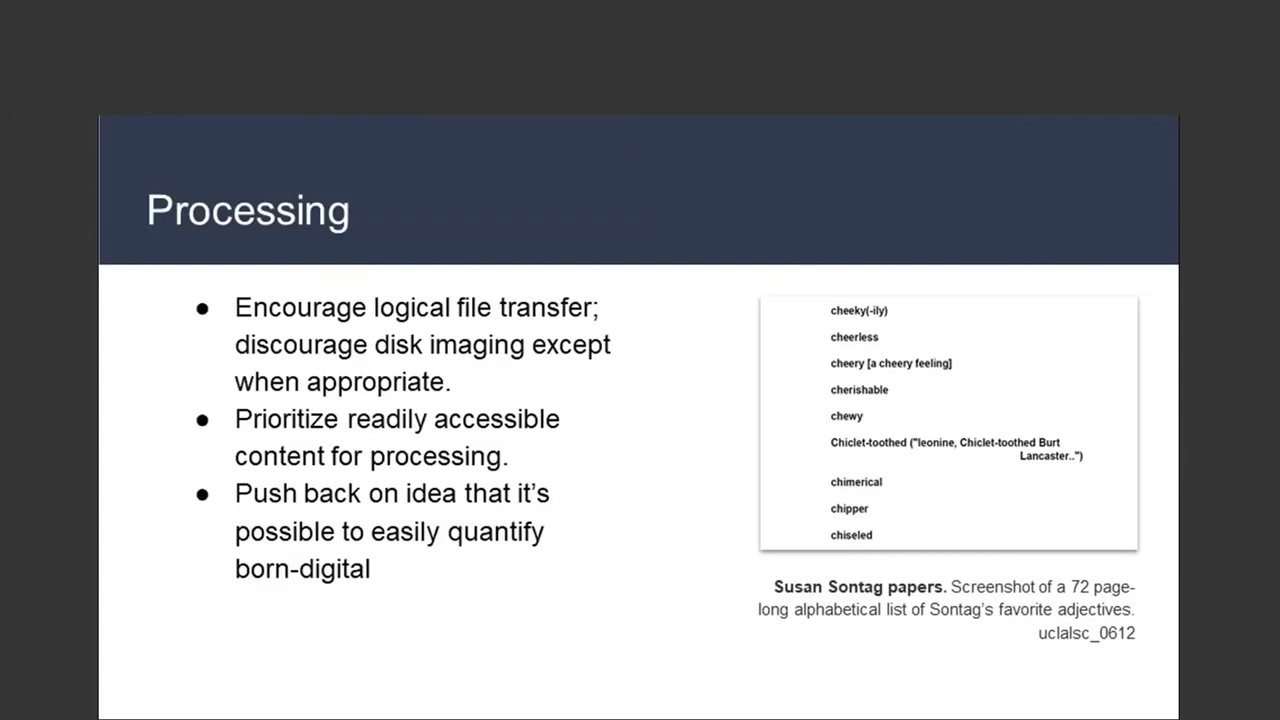 Processing
● Encourage logical file transfer;
discourage disk imaging except
when appropriate.
● Prioritize readily accessible
content for processing.
● Push back on idea that it's
possible to easily quantify
born-digital
cheeky(-ily)
cheerless
cheery [a cheery feeling]
cherishable
chewy
Chiclet-toothed ("leonine, Chiclet-toothed Burt
Lancaster..")
chimerical
chipper
chiseled
Susan Sontag papers. Screenshot of a 72 page-
long alphabetical list of Sontag's favorite adjectives.
uclalsc_0612